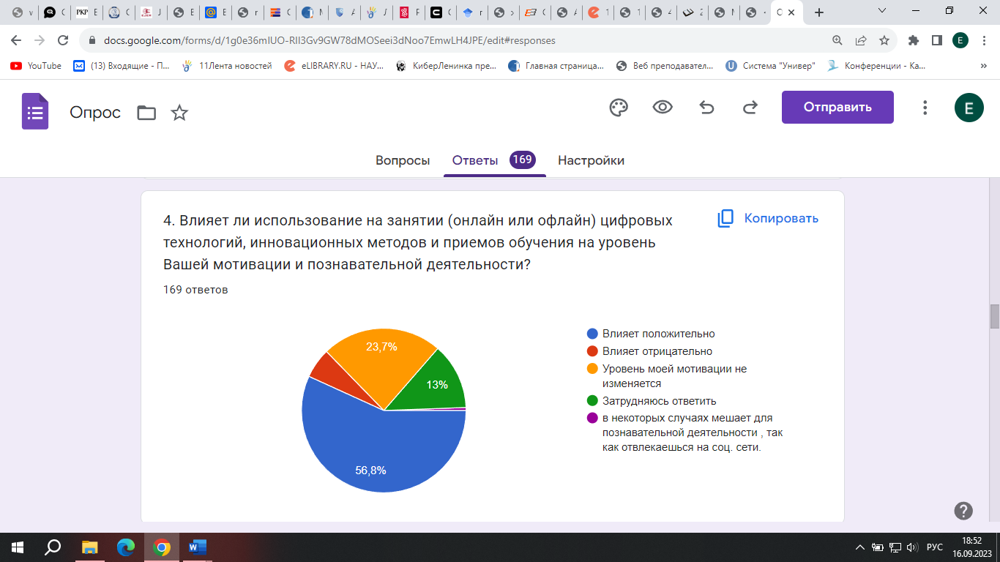 v
C
PKP
E
C
J
E
E
r
C
М
А
Л
F
C
r
э
C
А
Т
1
4
2
М
<
О
docs.google.com/forms/d/1g0e36mIUO-RIl3Gv9GW78dMOSeei3dNoo7EmwLH4JPE/edit#responses
E
YouTube
(13) Входящие - П...
11Лента новостей
eLIBRARY.RU - НАУ...
КиберЛенинка пре...
Главная страница...
Веб преподавател...
Система "Универ"
Конференции - Ка...
»
Опрос
Отправить
E
Вопросы
Ответы 169
Настройки
4. Влияет ли использование на занятии (онлайн или офлайн) цифровых
технологий, инновационных методов и приемов обучения на уровень
Вашей мотивации и познавательной деятельности?
Копировать
169 ответов
23,7%
13%
56,8%
Влияет положительно
Влияет отрицательно
Уровень моей мотивации не
изменяется
Затрудняюсь ответить
в некоторых случаях мешает для
познавательной деятельности , так
как отвлекаешься на соц. сети.
РУС
18:52
16.09.2023